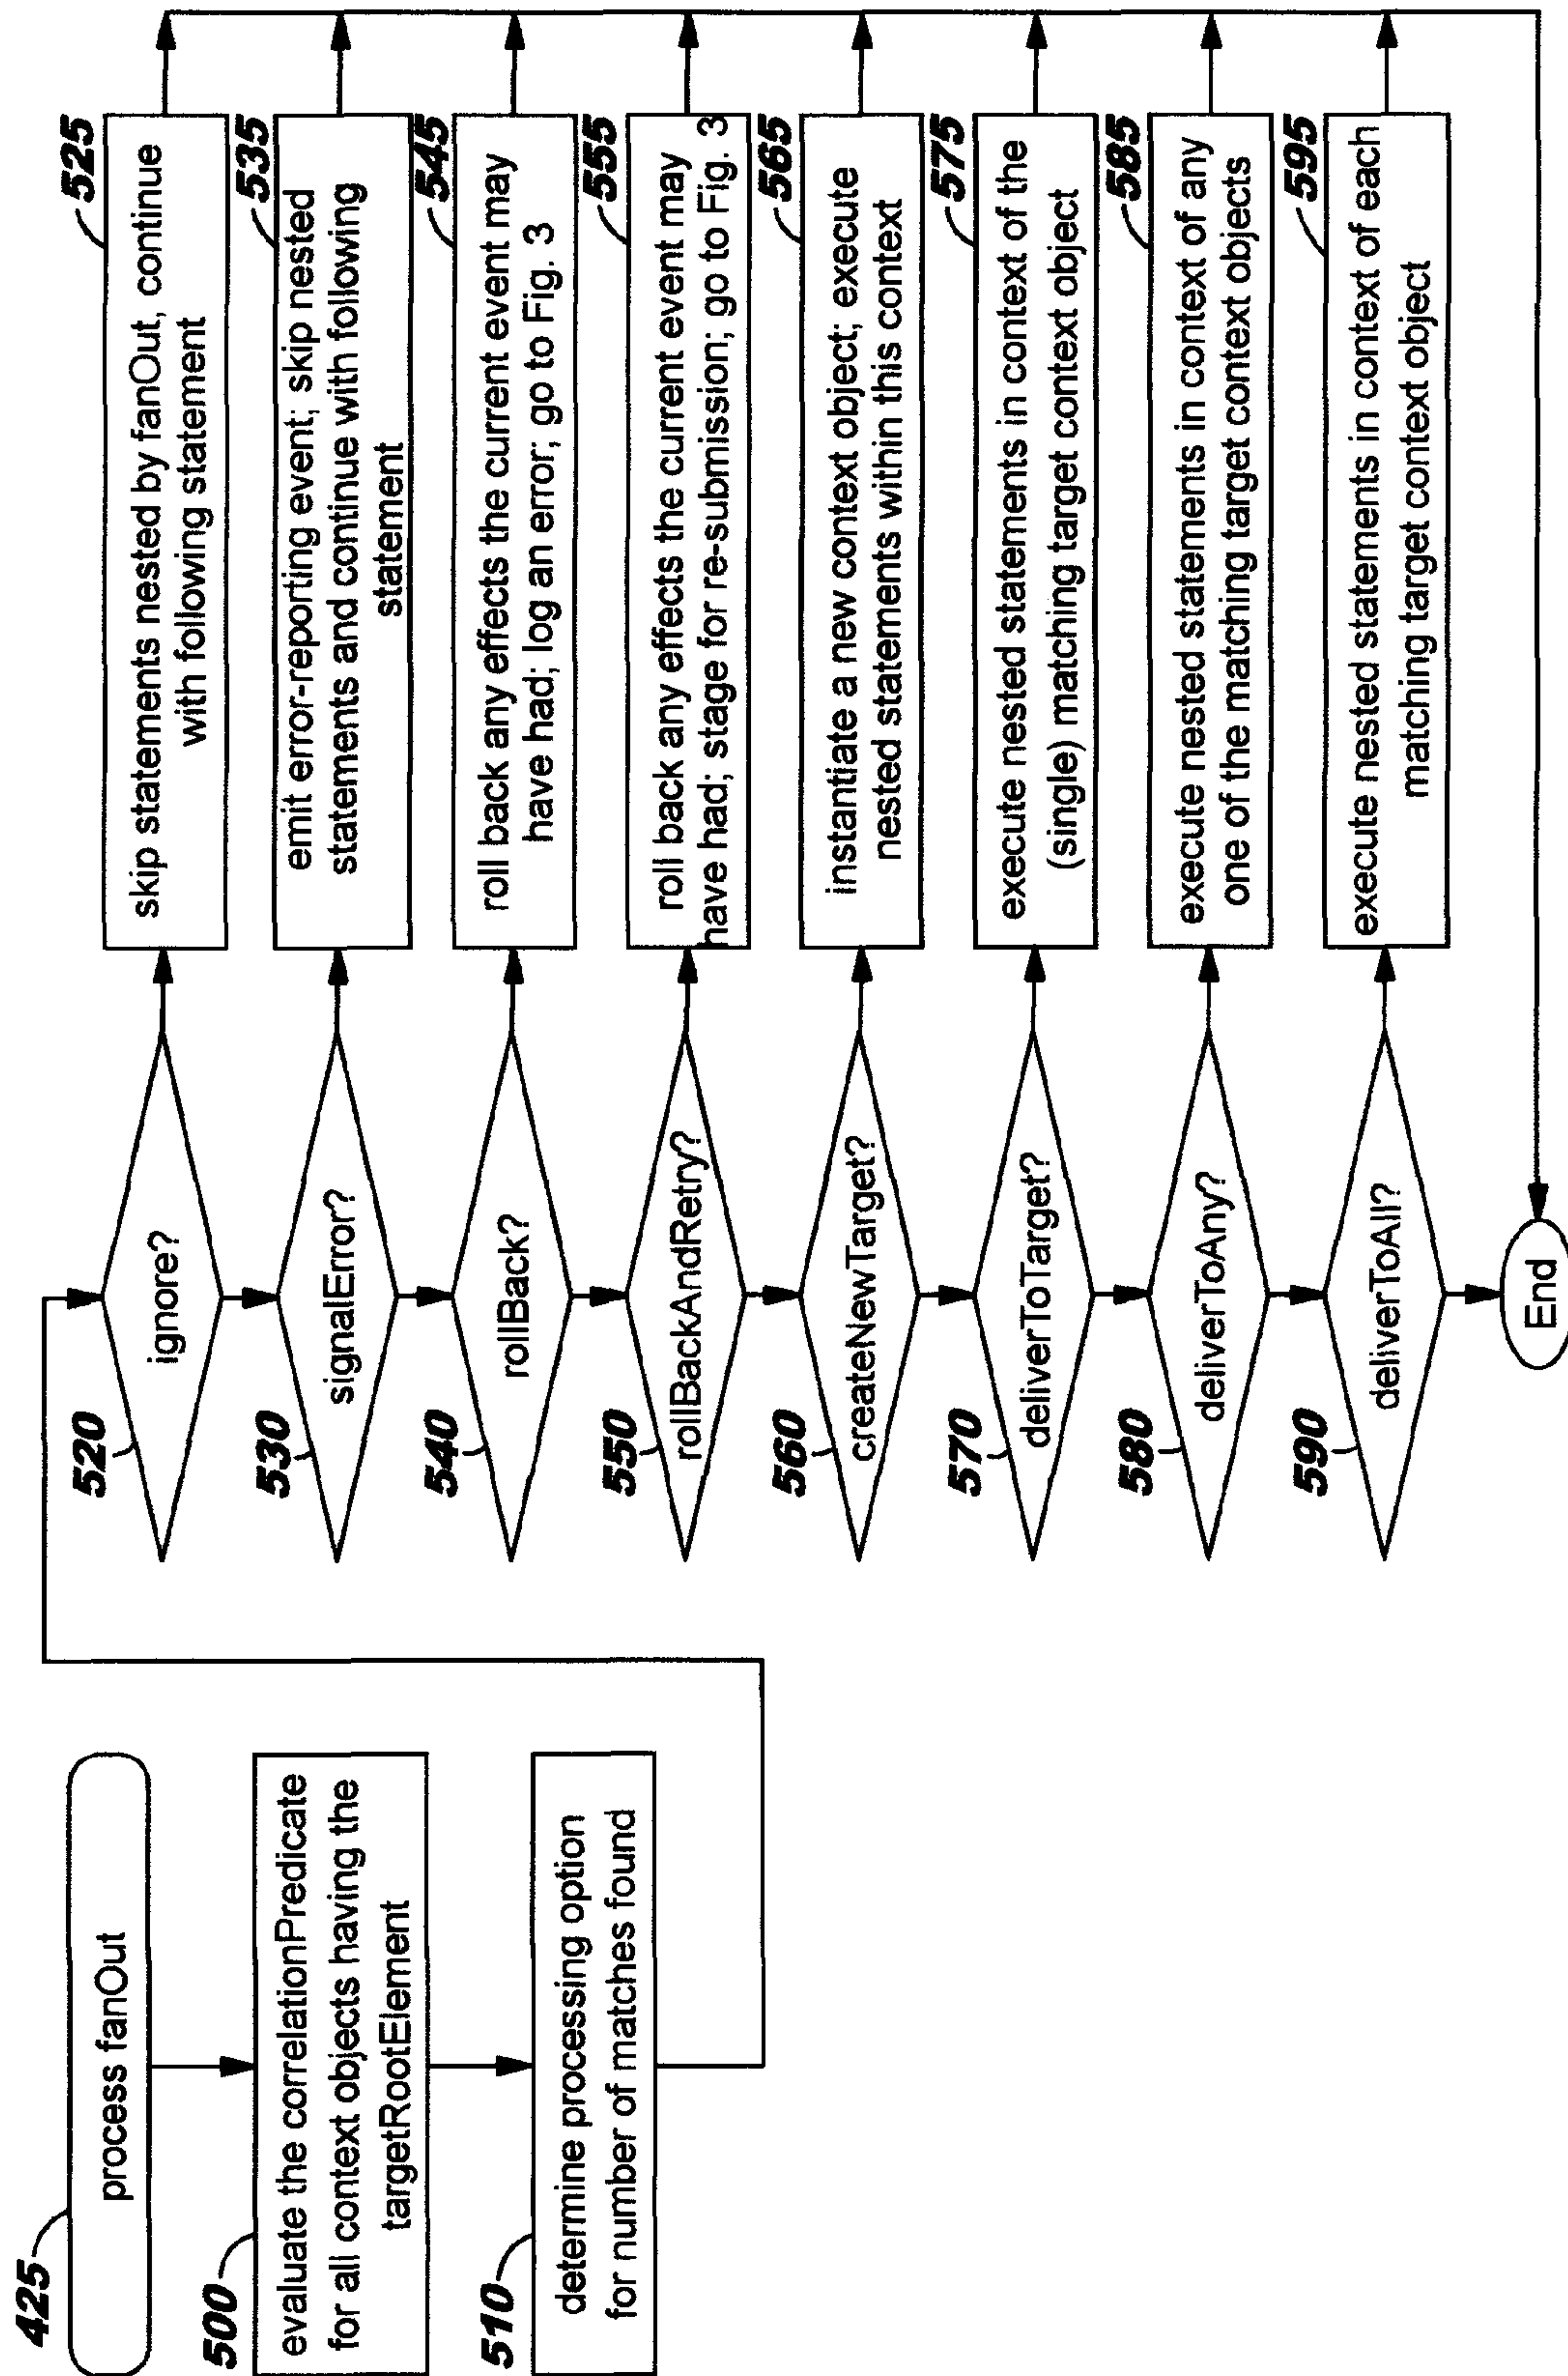 425
process fanOut
500
evaluate the correlationPredicate
for all context objects having the
targetRootElement
510
determine processing option
for number of matches found
520
ignore?
525
skip statements nested by fanOut, continue
with following statement
530
signalError?
535
emit error-reporting event; skip nested
statements and continue with following
statement
540
rollBack?
545
roll back any effects the current event may
have had; log an error; go to Fig. 3
550
rollBackAndRetry?
555
roll back any effects the current event may
have had; stage for re-submission; go to Fig. 3
560
createNewTarget?
565
instantiate a new context object; execute
nested statements within this context
570
deliverToTarget?
575
execute nested statements in context of the
(single) matching target context object
580
deliverToAny?
585
execute nested statements in context of any
one of the matching target context objects
590
deliverToAll?
595
execute nested statements in context of each
matching target context object
End